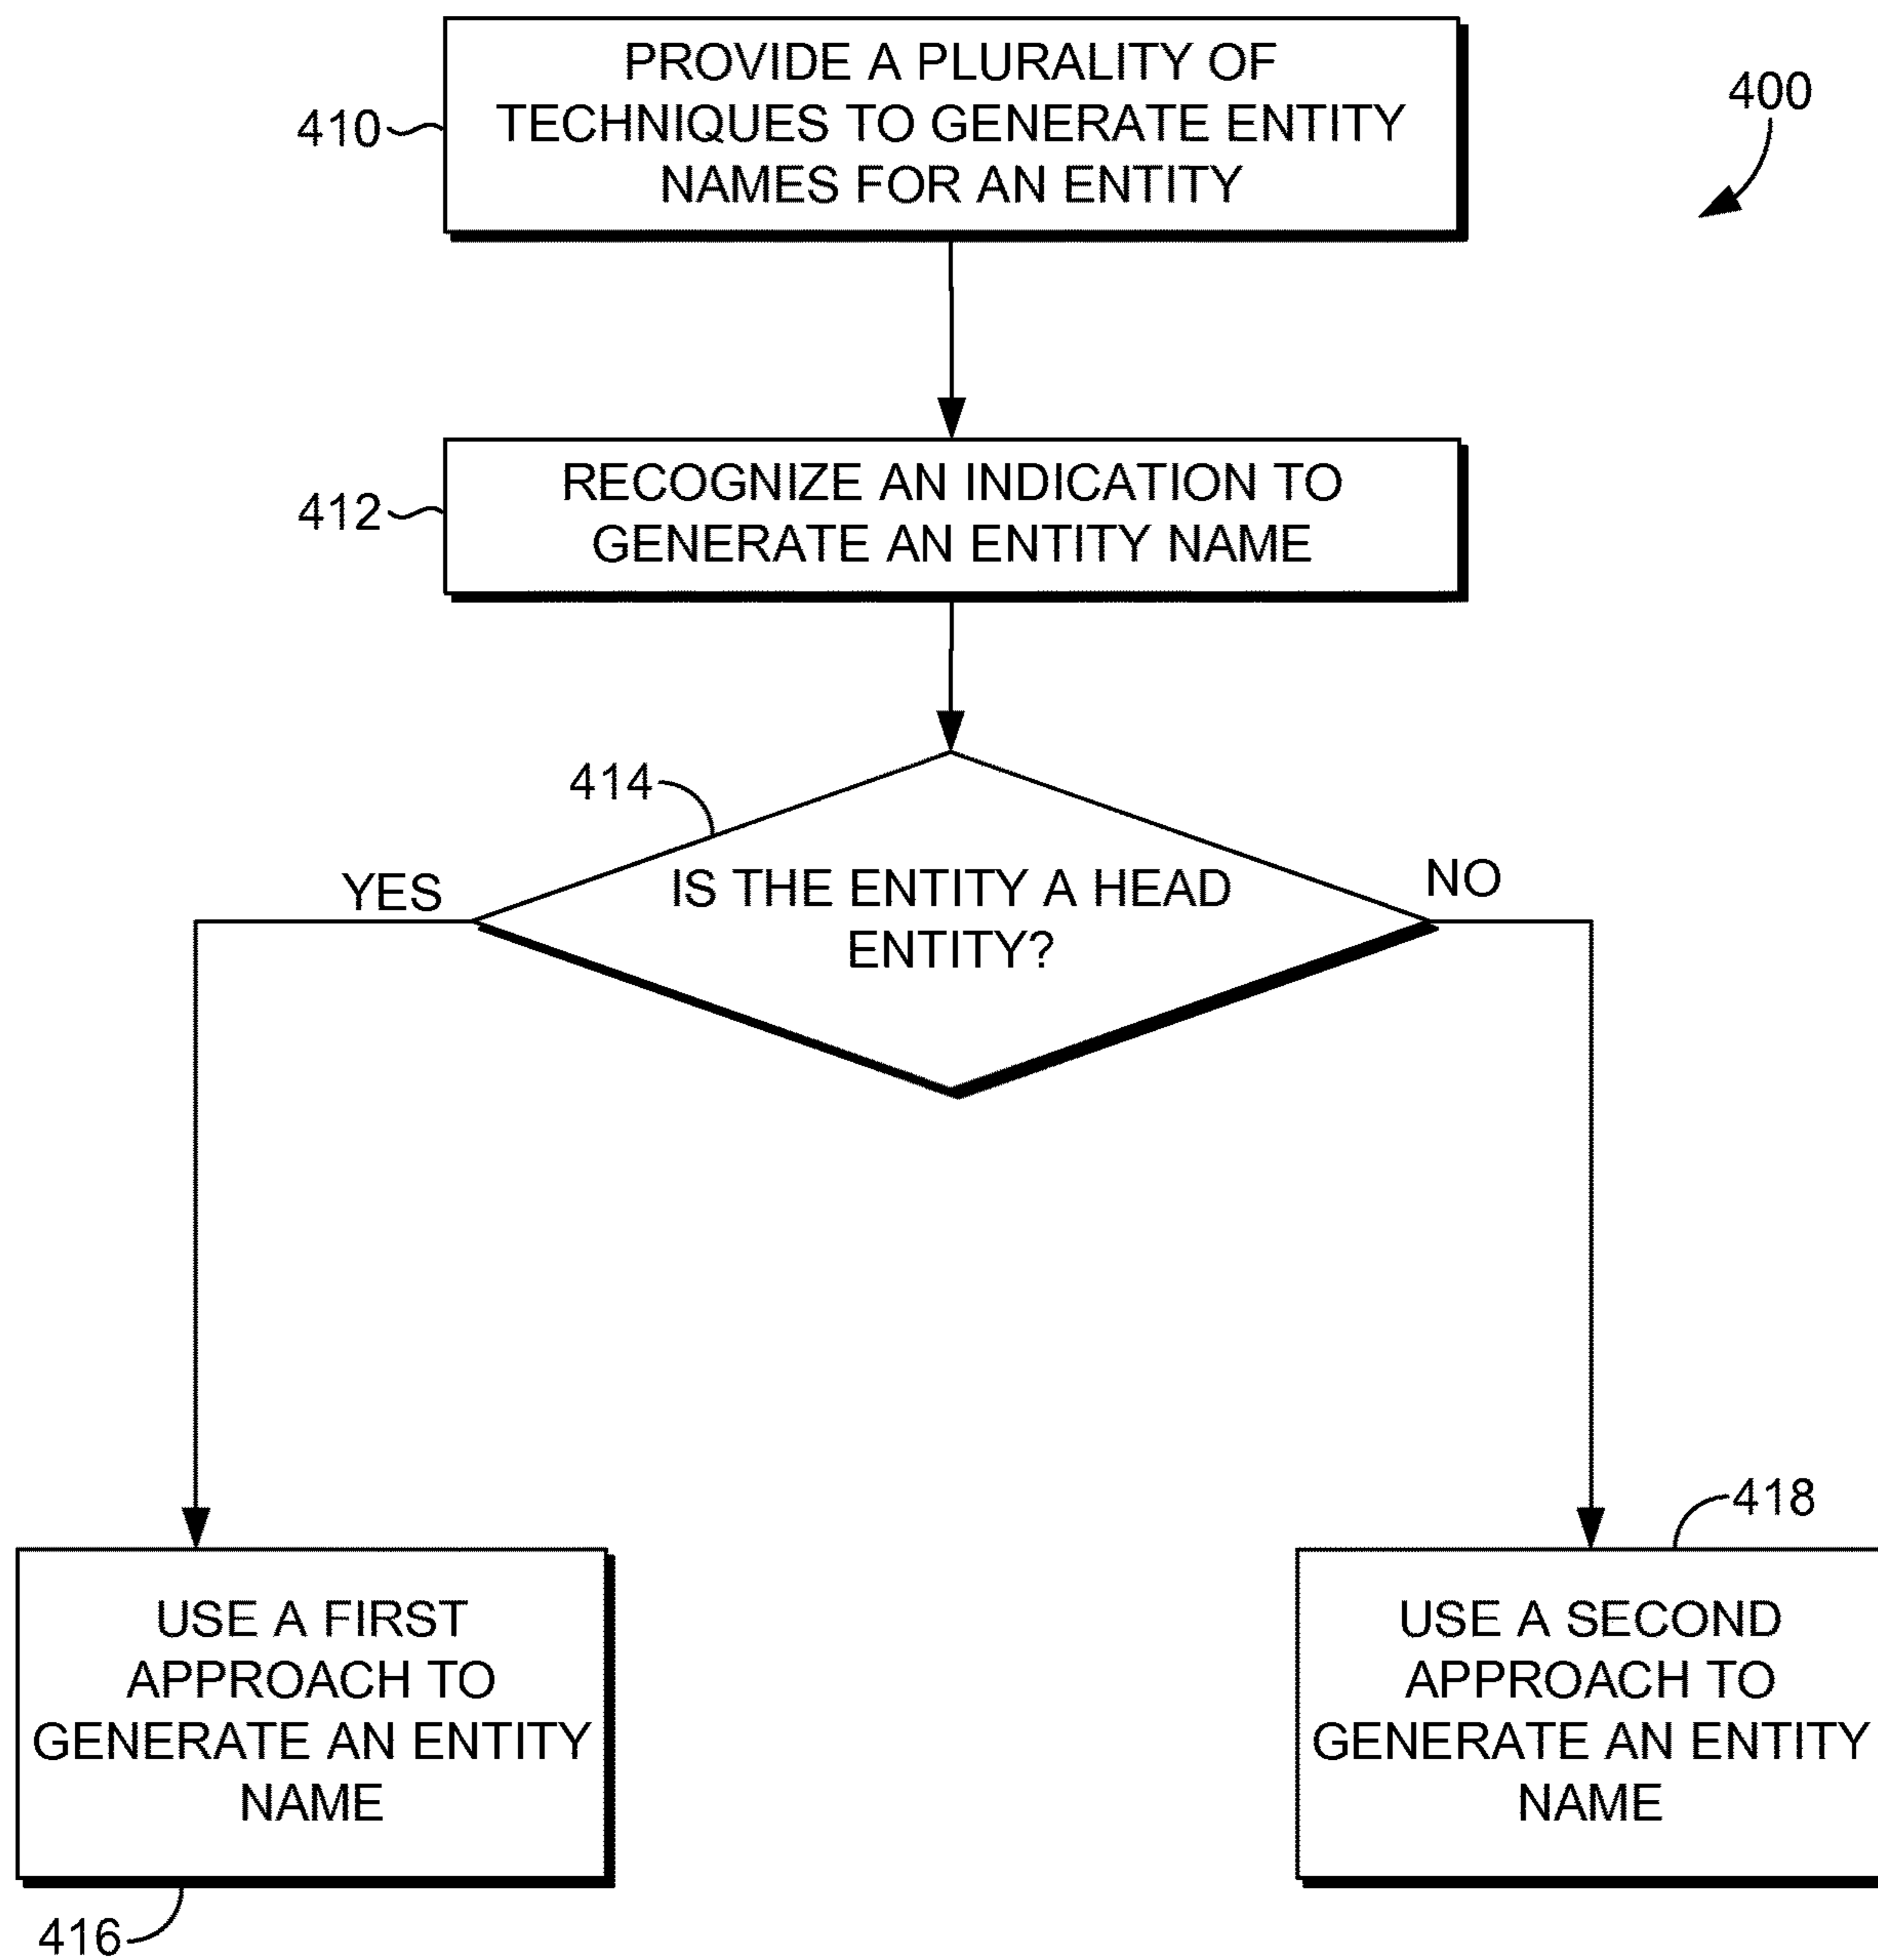 PROVIDE A PLURALITY OF
TECHNIQUES TO GENERATE ENTITY
NAMES FOR AN ENTITY
410
400
RECOGNIZE AN INDICATION TO
GENERATE AN ENTITY NAME
412
414
YES
IS THE ENTITY A HEAD
ENTITY?
NO
USE A FIRST
APPROACH TO
GENERATE AN ENTITY
NAME
416
418
USE A SECOND
APPROACH TO
GENERATE AN ENTITY
NAME